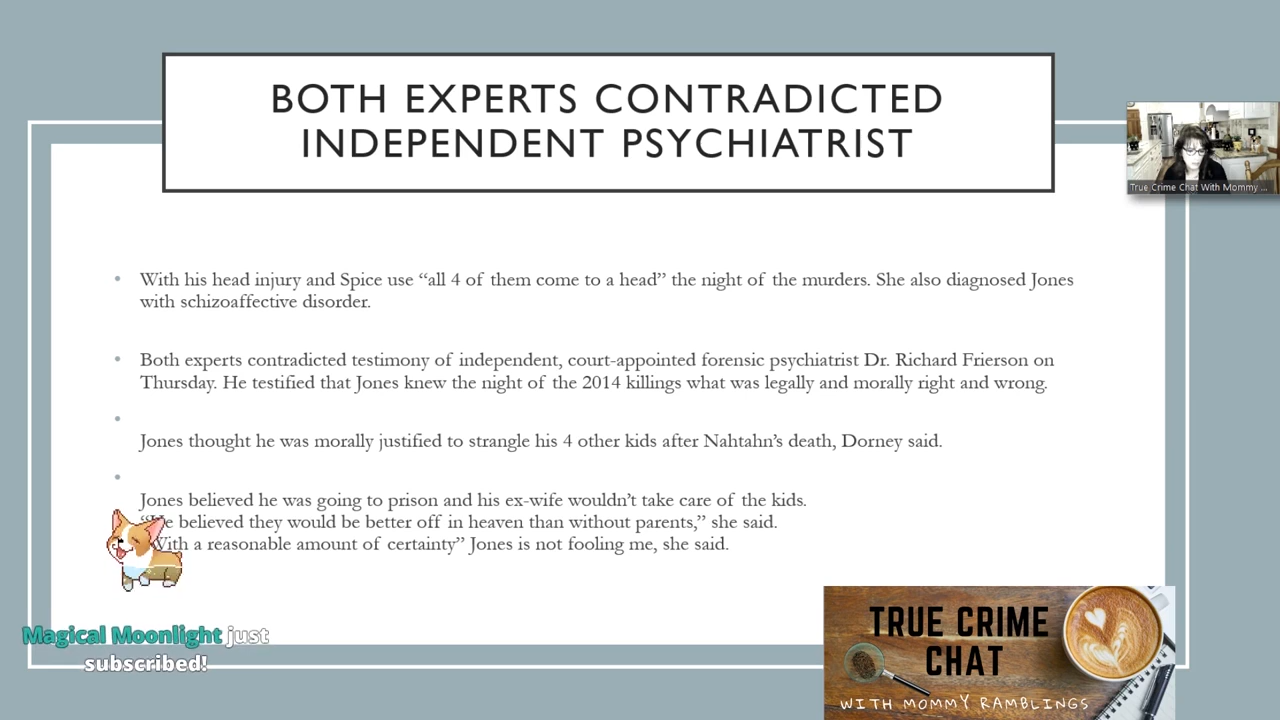 BOTH EXPERTS CONTRADICTED
INDEPENDENT PSYCHIATRIST
True Crime Chat With Mommy ...
With his head injury and Spice use “all 4 of them come to a head” the night of the murders. She also diagnosed Jones
with schizoaffective disorder.
Both experts contradicted testimony of independent, court-appointed forensic psychiatrist Dr. Richard Frierson on
Thursday. He testified that Jones knew the night of the 2014 killings what was legally and morally right and wrong.
Jones thought he was morally justified to strangle his 4 other kids after Nahtahn’s death, Dorney said.
Jones believed he was going to prison and his ex-wife wouldn’t take care of the kids.
believed they would be better off in heaven than without parents,” she said.
With a reasonable amount of certainty” Jones is not fooling me, she said.
Magical Moonlight just
subscribed!
TRUE CRIME
CHAT
WITH MOMMY RAMBLINGS